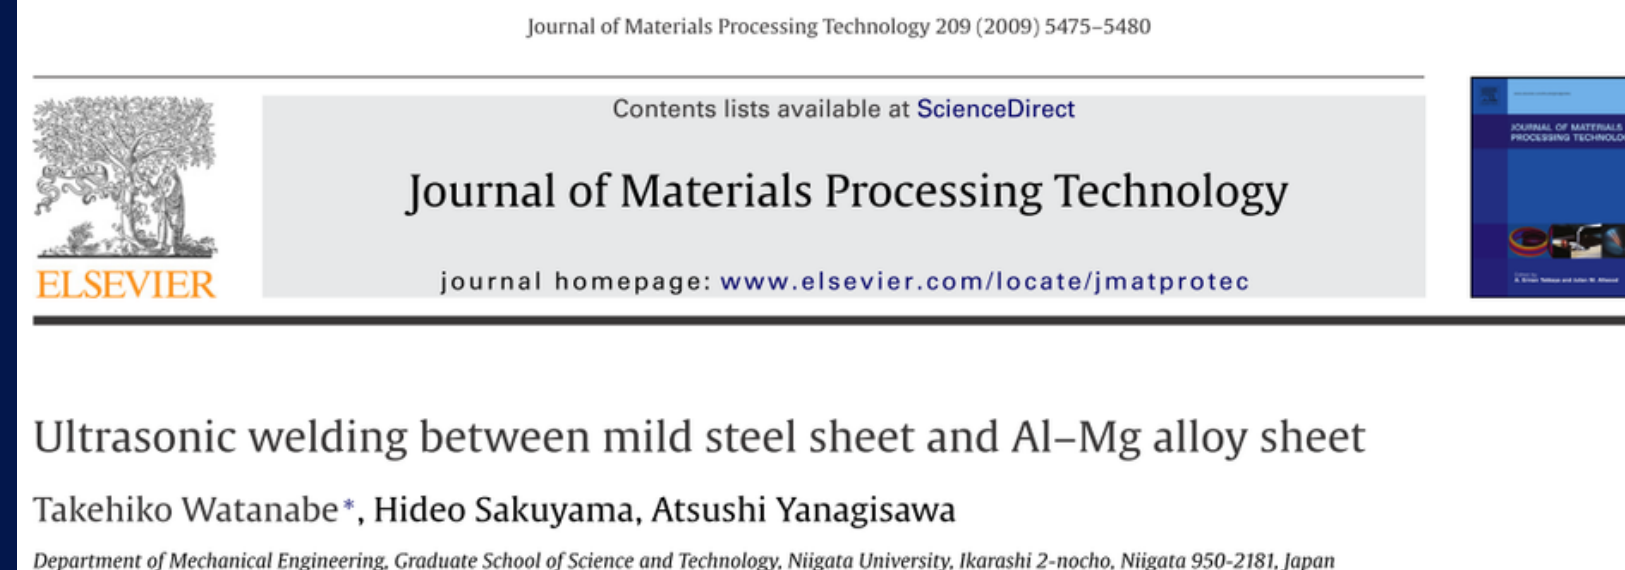 Journal of Materials Processing Technology 209 (2009) 5475–5480
Contents lists available at ScienceDirect
Journal of Materials Processing Technology
journal homepage: www.elsevier.com/locate/jmatprotec
ELSEVIER
JOURNAL OF MATERIALS
Ultrasonic welding between mild steel sheet and Al–Mg alloy sheet
Takehiko Watanabe*, Hideo Sakuyama, Atsushi Yanagisawa
Department of Mechanical Engineering, Graduate School of Science and Technology, Niigata University, Ikarashi 2-nocho, Niigata 950-2181, Japan